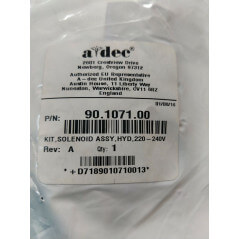 a dec
2601 Crestview Drive
Newberg, Oregon 97132
Authorized EU Representative
A-dec United Kingdom
Austin House, 11 Liberty Way
Nuneaton, Warwickshire, CV11 6RZ
England
P/N: 90.1071.00
KIT,SOLENOID ASSY,HYD,220-240V
Rev: A Qty: 1
+D7189010710013*